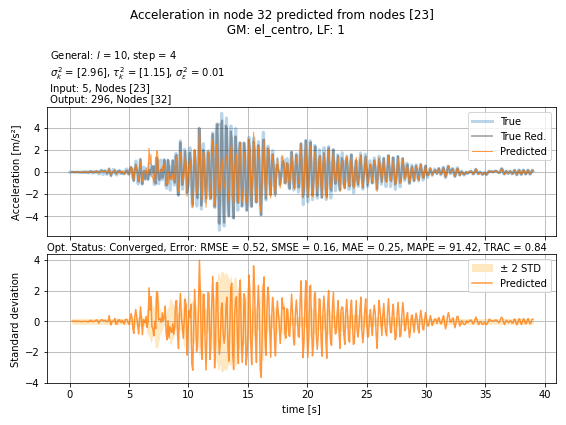 Acceleration in node 32 predicted from nodes [23]
GM: el_centro, LF: 1
General: l = 10, step = 4
σ²ₖ = [2.96], τ²ₖ = [1.15], σ²ε = 0.01
Input: 5, Nodes [23]
Output: 296, Nodes [32]
Acceleration [m/s²]
4
2
0
−2
−4
True
True Red.
Predicted
Opt. Status: Converged, Error: RMSE = 0.52, SMSE = 0.16, MAE = 0.25, MAPE = 91.42, TRAC = 0.84
Standard deviation
4
2
0
−2
−4
± 2 STD
Predicted
0 5 10 15 20 25 30 35 40
time [s]